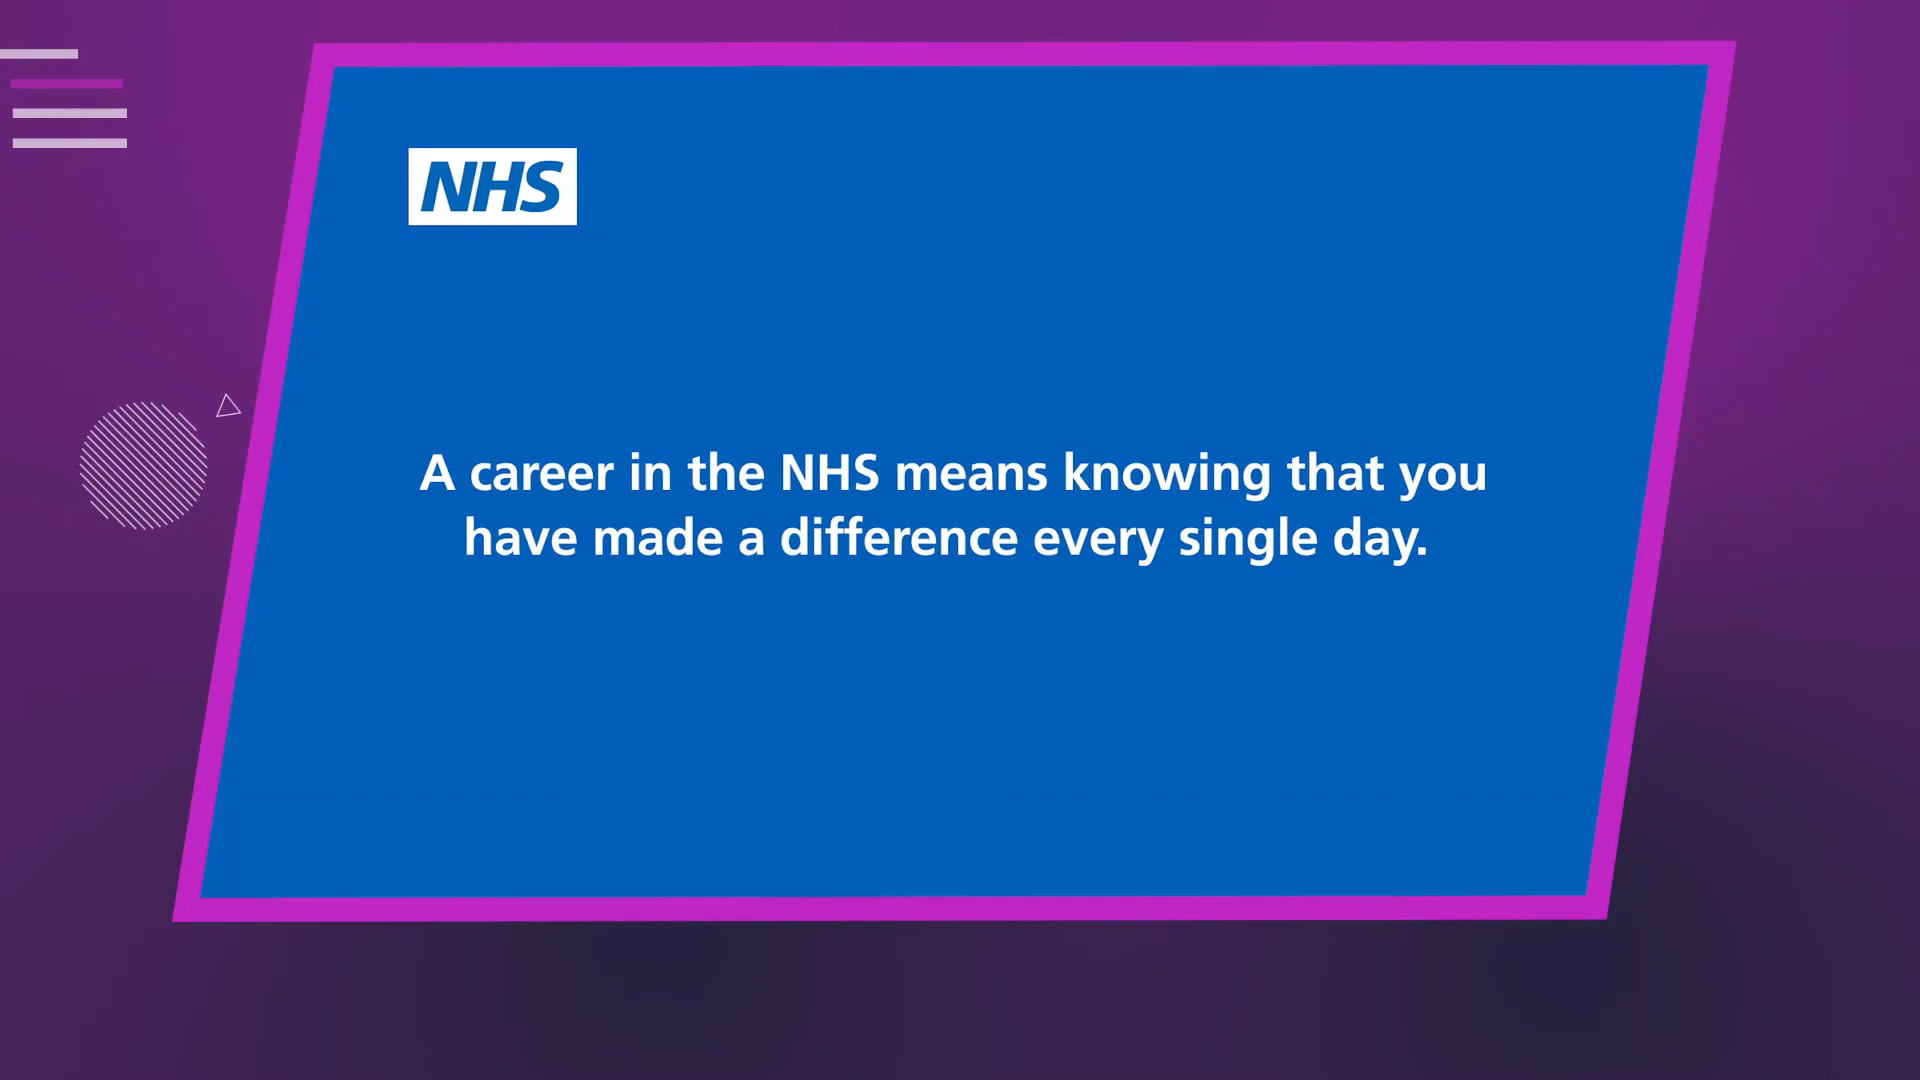 NHS
A career in the NHS means knowing that you
have made a difference every single day.